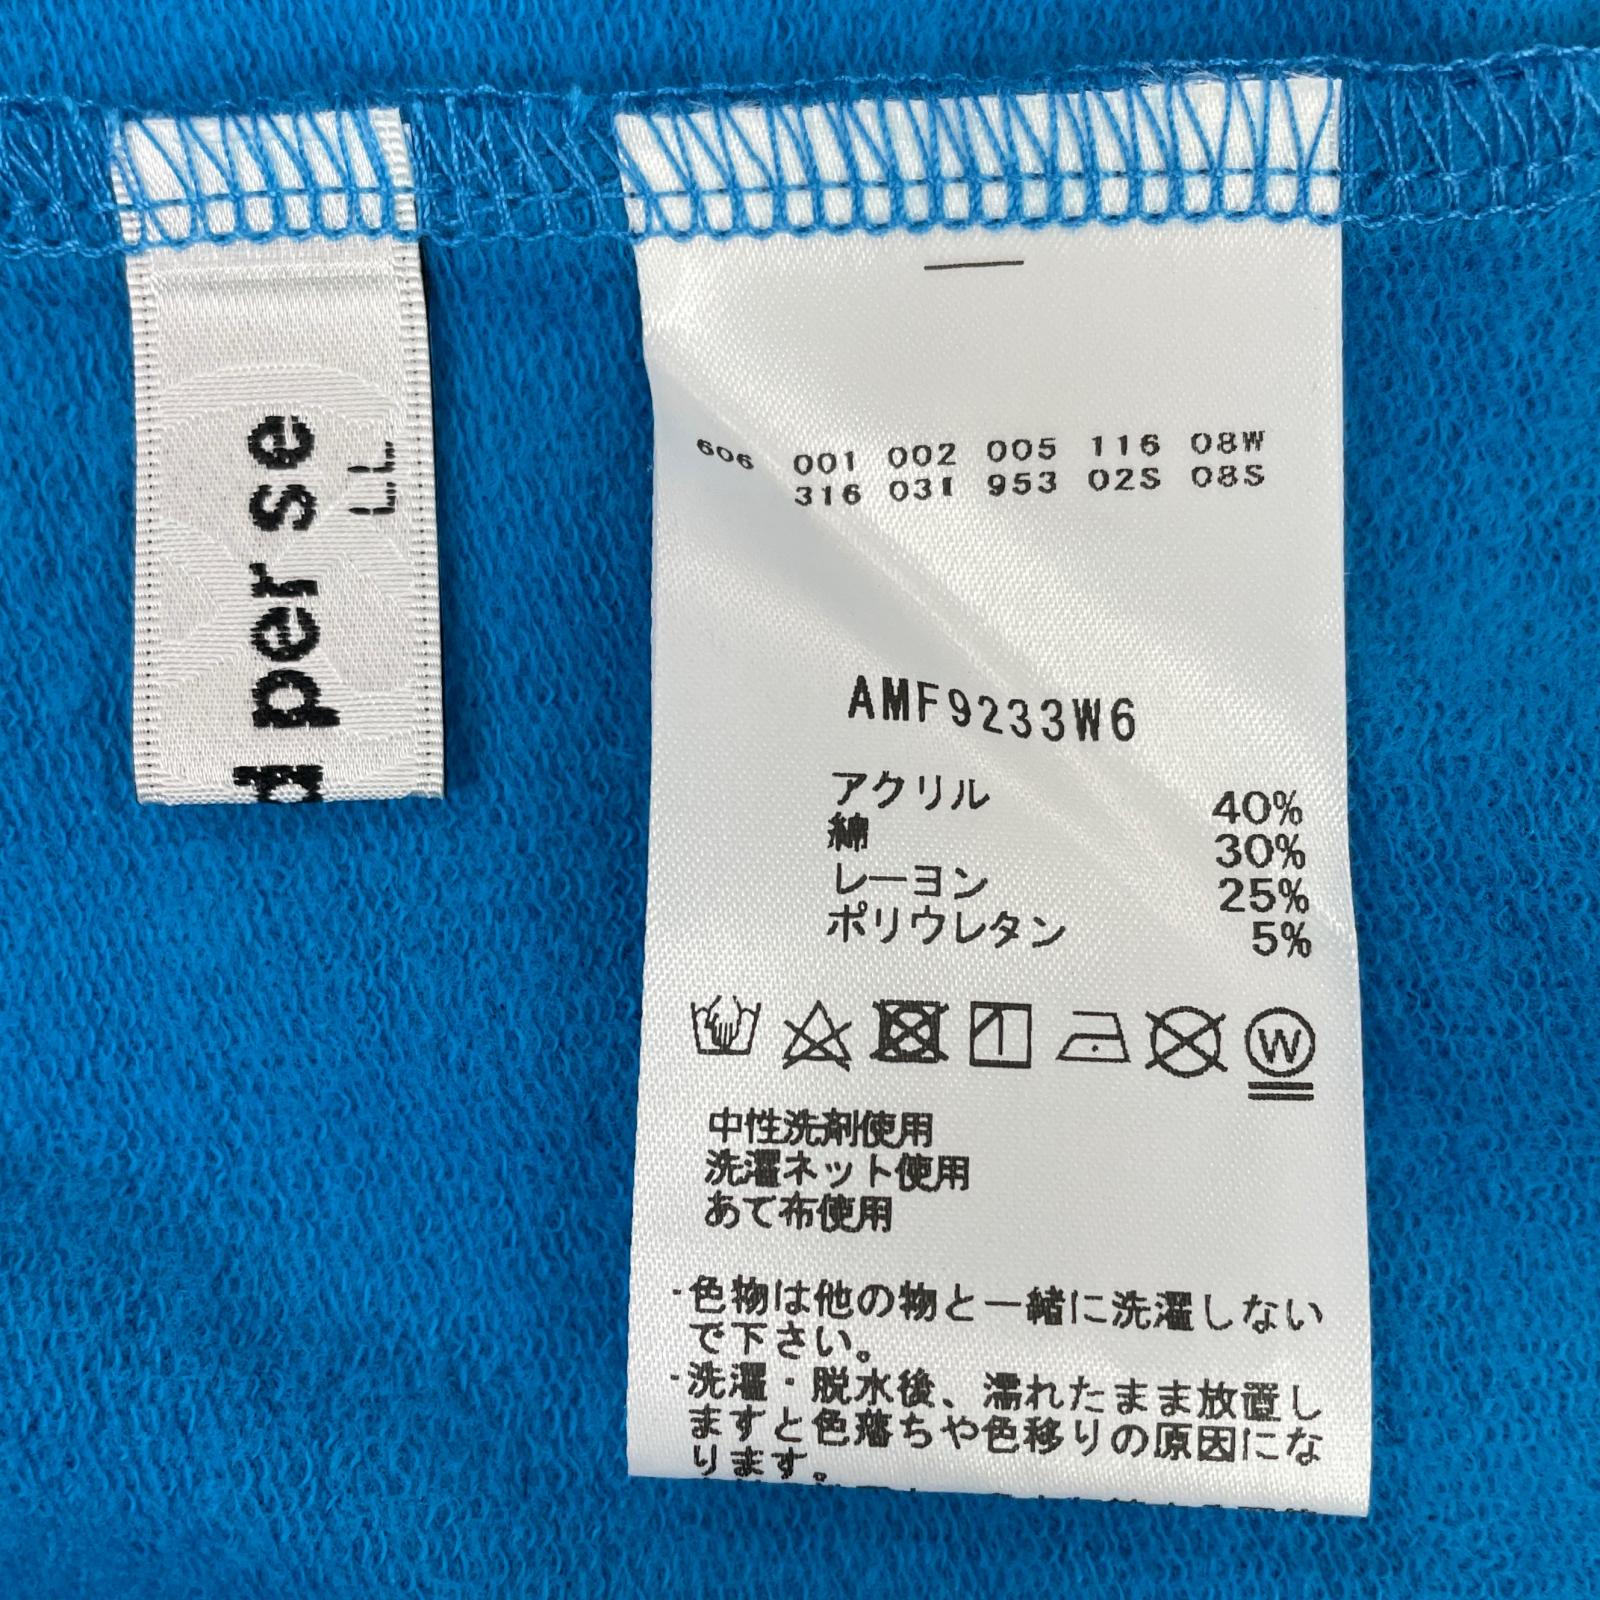 per se
LL
606 001 002 005 116 08W
316 031 953 02S 08S
AMF9233W6
アクリル 40%
綿 30%
レーヨン 25%
ポリウレタン 5%
W
中性洗剤使用
洗濯ネット使用
あて布使用
・色物は他の物と一緒に洗濯しない
で下さい。
・洗濯・脱水後、濡れたまま放置し
ますと色落ちや色移りの原因にな
ります。